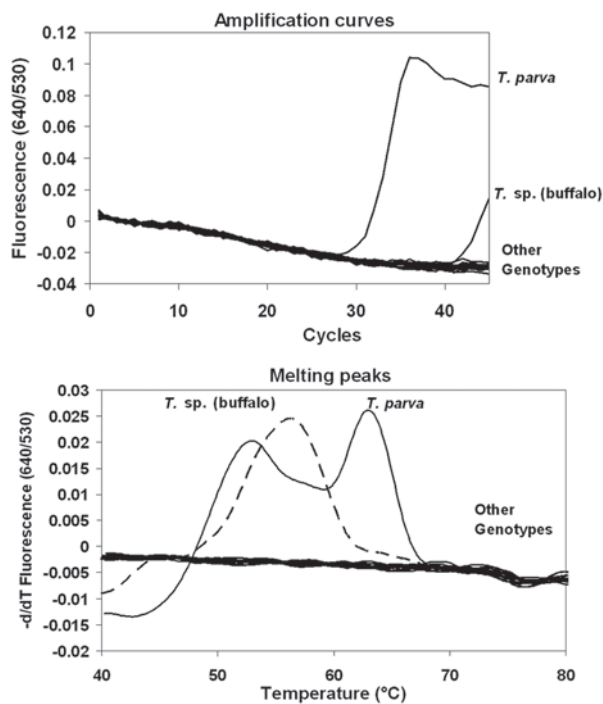 Amplification curves
0.12
0.1
0.08
0.06
0.04
0.02
0
-0.02
-0.04
Fluorescence (640/530)
T. parva
T. sp. (buffalo)
Other
Genotypes
0 10 20 30 40
Cycles
Melting peaks
0.03
0.025
0.02
0.015
0.01
0.005
0
-0.005
-0.01
-0.015
-0.02
-d/dT Fluorescence (640/530)
T. sp. (buffalo) T. parva
Other
Genotypes
40 50 60 70 80
Temperature (°C)